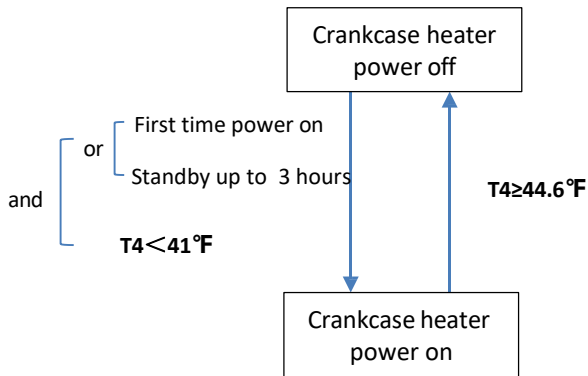 Crankcase heater
power off
or
First time power on
Standby up to  3 hours
and
T4＜41℉
T4≥44.6℉
Crankcase heater
power on